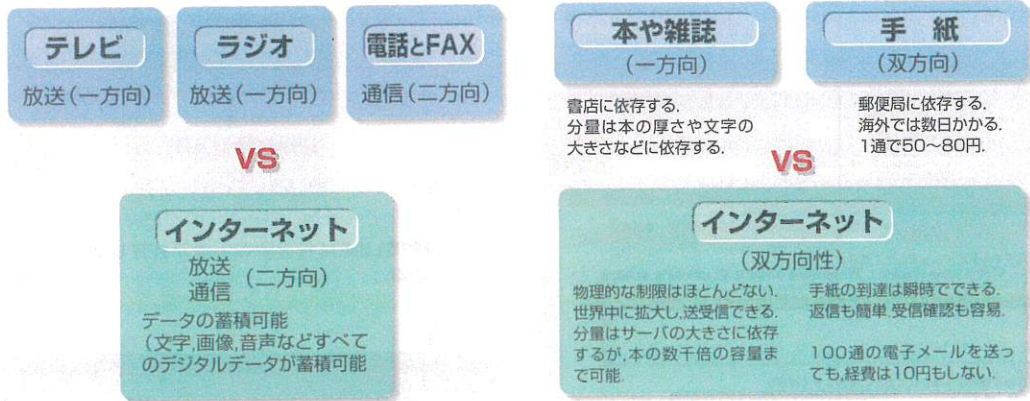 テレビ
放送(一方向)
ラジオ
放送(一方向)
電話とFAX
通信(二方向)
VS
インターネット
放送
通信
(二方向)
データの蓄積可能
(文字,画像,音声などすべて
のデジタルデータが蓄積可能
本や雑誌
(一方向)
書店に依存する.
分量は本の厚さや文字の
大きさなどに依存する.
手 紙
(双方向)
郵便局に依存する.
海外では数日かかる.
1通で50〜80円.
VS
インターネット
(双方向性)
物理的な制限はほとんどない.
世界中に拡大し,送受信できる.
分量はサーバの大きさに依存
するが,本の数千倍の容量ま
で可能.
手紙の到達は瞬時でできる.
返信も簡単.受信確認も容易.
100通の電子メールを送っ
ても,経費は10円もしない.